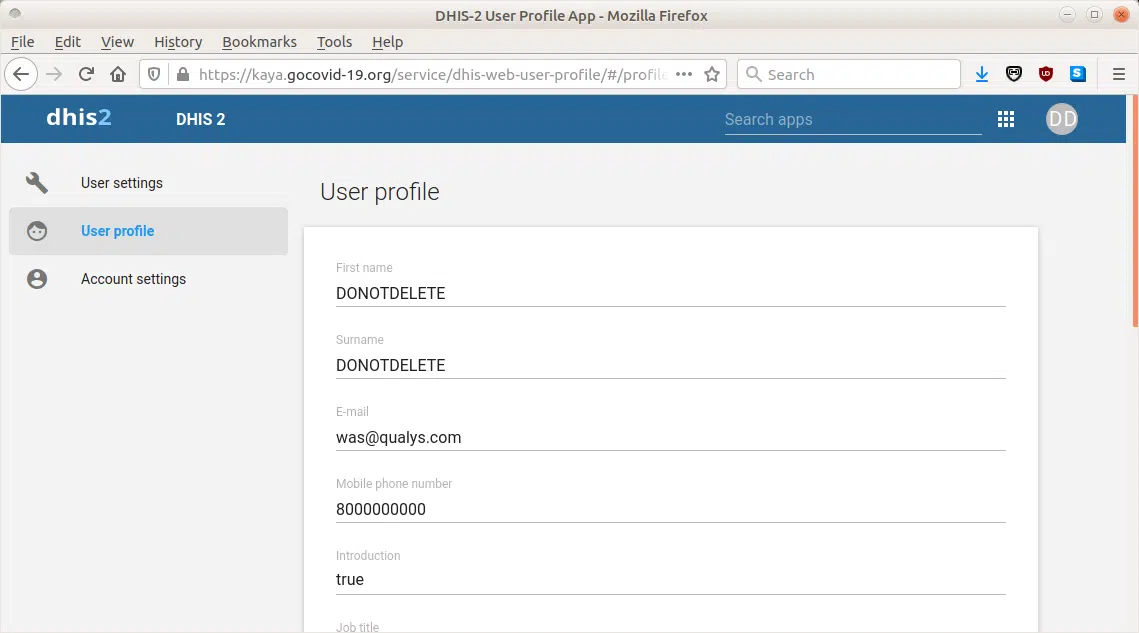 DHIS-2 User Profile App - Mozilla Firefox
File Edit View History Bookmarks Tools Help
https://kaya.gocovid-19.org/service/dhis-web-user-profile/#/profile Search
dhis2 DHIS 2 Search apps DD
User settings
User profile
Account settings
User profile
First name
DONOTDELETE
Surname
DONOTDELETE
E-mail
was@qualys.com
Mobile phone number
8000000000
Introduction
true
Job title